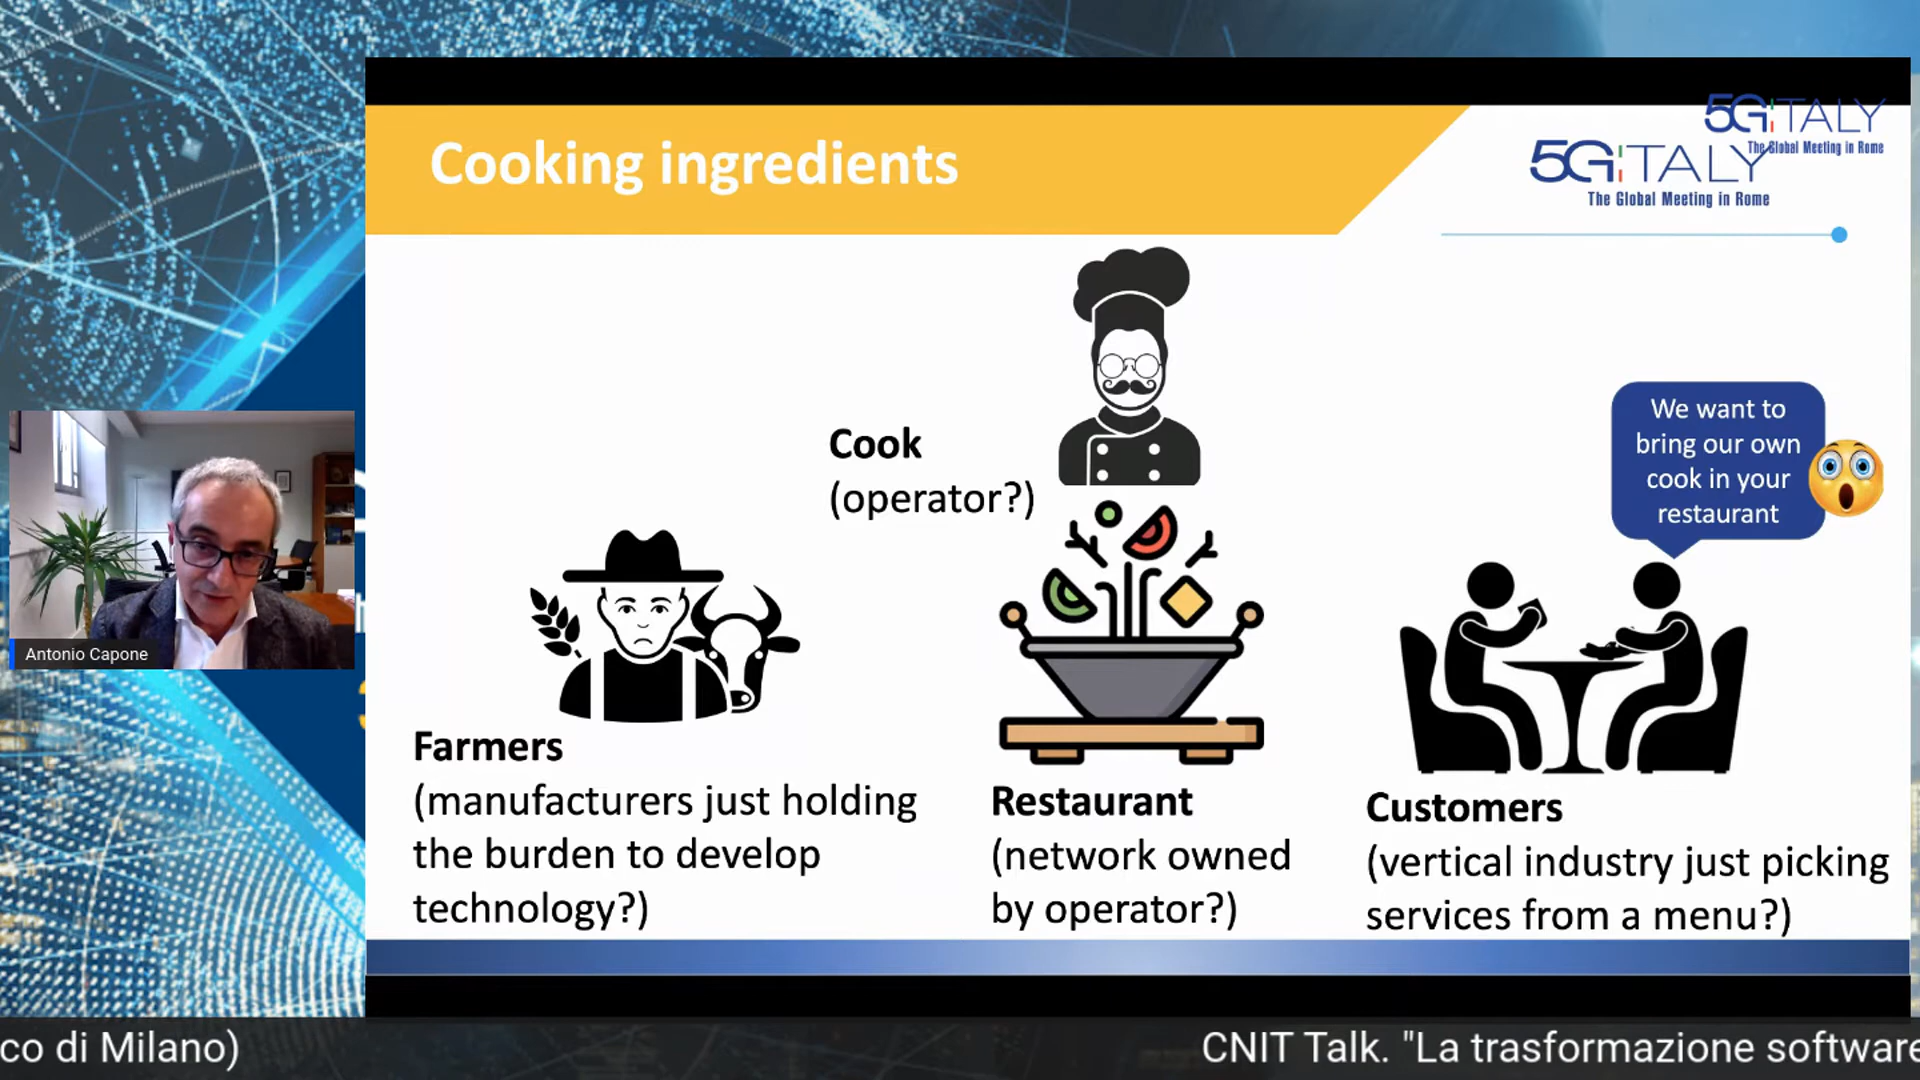 Cooking ingredients
5G ITALY
The Global Meeting in Rome
5G ITALY
The Global Meeting in Rome
Cook
(operator?)
We want to
bring our own
cook in your
restaurant
Farmers
(manufacturers just holding
the burden to develop
technology?)
Restaurant
(network owned
by operator?)
Customers
(vertical industry just picking
services from a menu?)
Antonio Capone
co di Milano)
CNIT Talk. "La trasformazione software